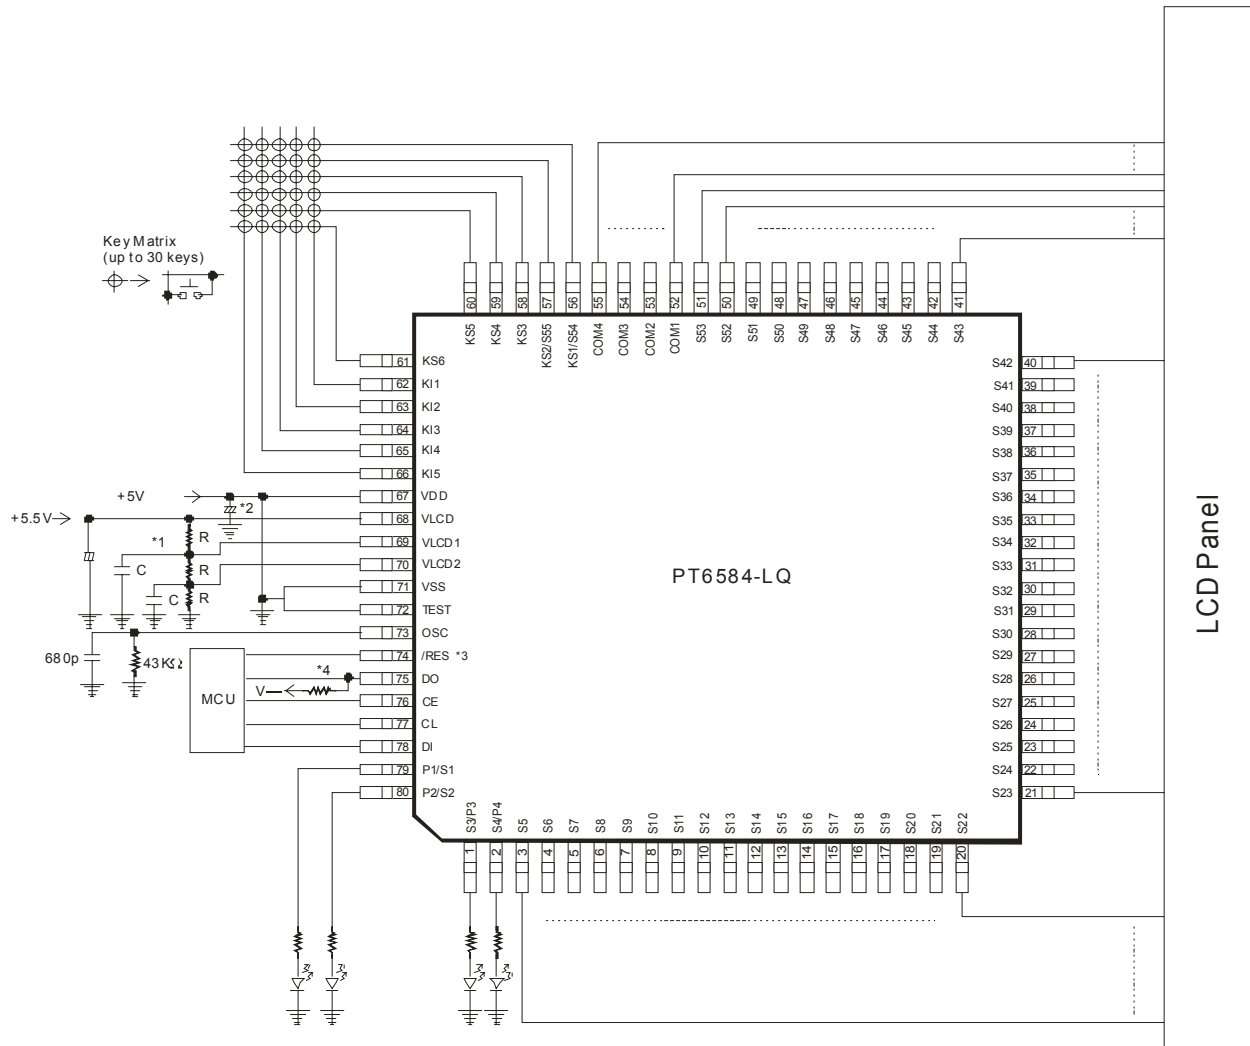 Key Matrix
(up to 30 keys)
60 59 58 57 56 55 54 53 52 51 50 49 48 47 46 45 44 43 42 41
KS5 KS4 KS3 KS2/S55 KS1/S54 COM4 COM3 COM2 COM1 S53 S52 S51 S50 S49 S48 S47 S46 S45 S44 S43
61 KS6
62 KI1
63 KI2
64 KI3
65 KI4
66 KI5
+5V 67 VDD
*2
+5.5V 68 VLCD
R
*1 69 VLCD1
C R 70 VLCD2
C R 71 VSS
72 TEST
73 OSC
680p 43KΩ
MCU
74 /RES *3
*4
V 75 DO
76 CE
77 CL
78 DI
79 P1/S1
80 P2/S2
S42 40
S41 39
S40 38
S39 37
S38 36
S37 35
S36 34
S35 33
S34 32
S33 31
S32 30
S31 29
S30 28
S29 27
S28 26
S27 25
S26 24
S25 23
S24 22
S23 21
PT6584-LQ
LCD Panel
S3/P3 S4/P4 S5 S6 S7 S8 S9 S10 S11 S12 S13 S14 S15 S16 S17 S18 S19 S20 S21 S22
1 2 3 4 5 6 7 8 9 10 11 12 13 14 15 16 17 18 19 20